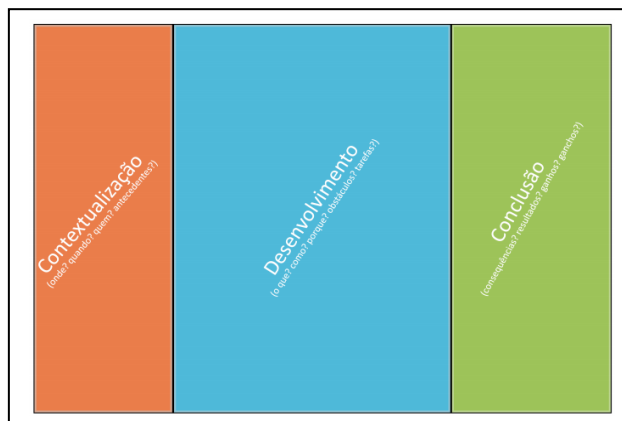 Contextualização
(onde? quando? quem? antecedentes?)
Desenvolvimento
(o que? como? porque? obstáculos? tarefas?)
Conclusão
(consequências? resultados? ganhos? ganchos?)